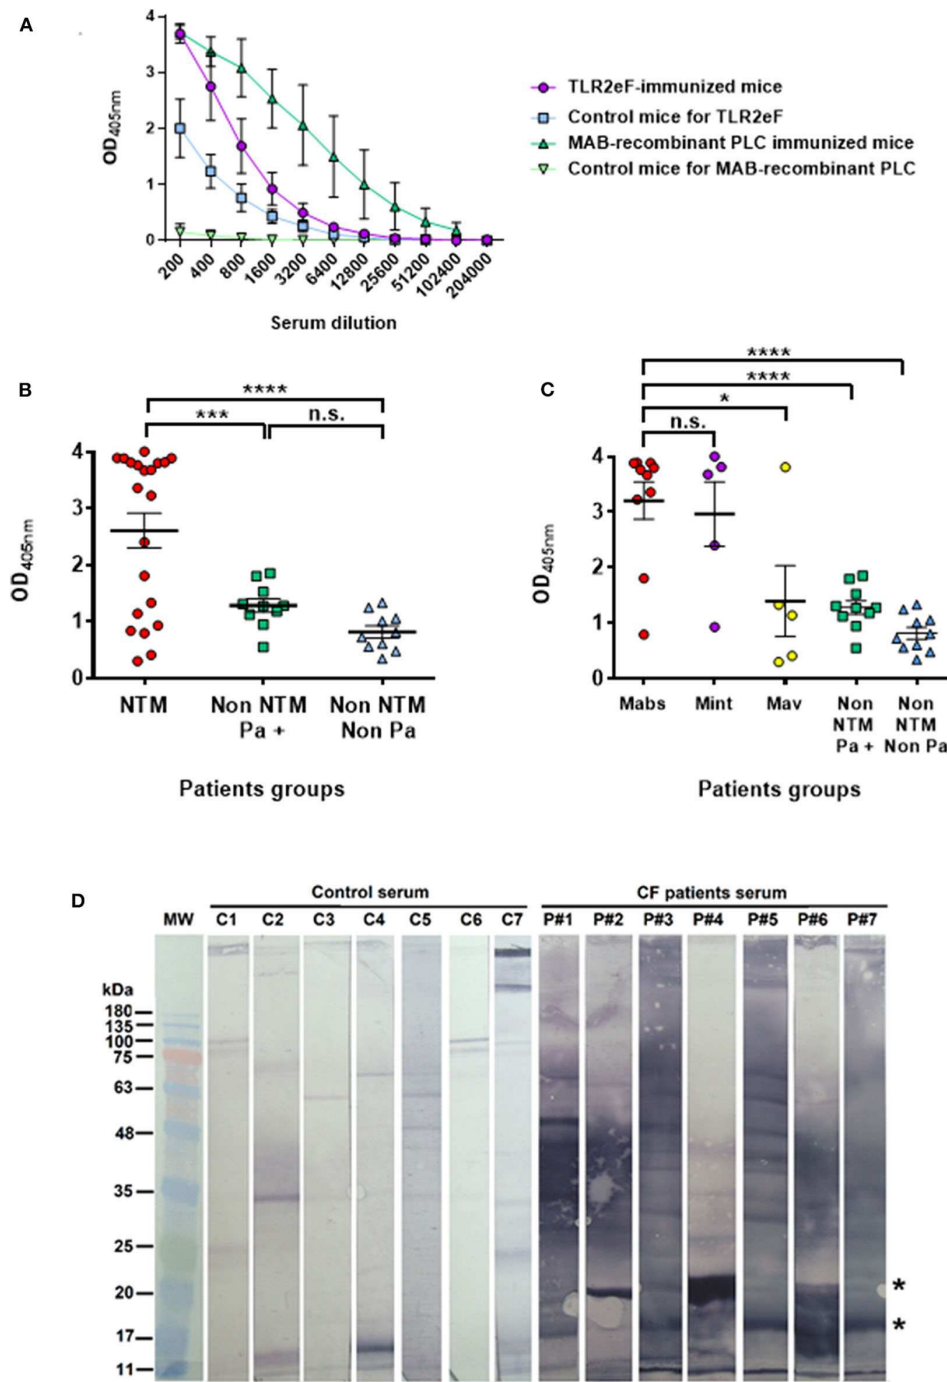 A
4
3
2
1
0
OD405nm
200
400
800
1600
3200
6400
12800
25600
51200
102400
204000
Serum dilution
TLR2eF-immunized mice
Control mice for TLR2eF
MAB-recombinant PLC immunized mice
Control mice for MAB-recombinant PLC
B
****
***
n.s.
4
3
2
1
0
OD405nm
NTM
Non NTM
Pa +
Non NTM
Non Pa
Patients groups
C
****
****
*
n.s.
4
3
2
1
0
OD405nm
Mabs
Mint
Mav
Non
NTM
Pa +
Non
NTM
Non Pa
Patients groups
D
Control serum
CF patients serum
MW C1 C2 C3 C4 C5 C6 C7 P#1 P#2 P#3 P#4 P#5 P#6 P#7
kDa
180
135
100
75
63
48
35
25
20
17
11
*
*